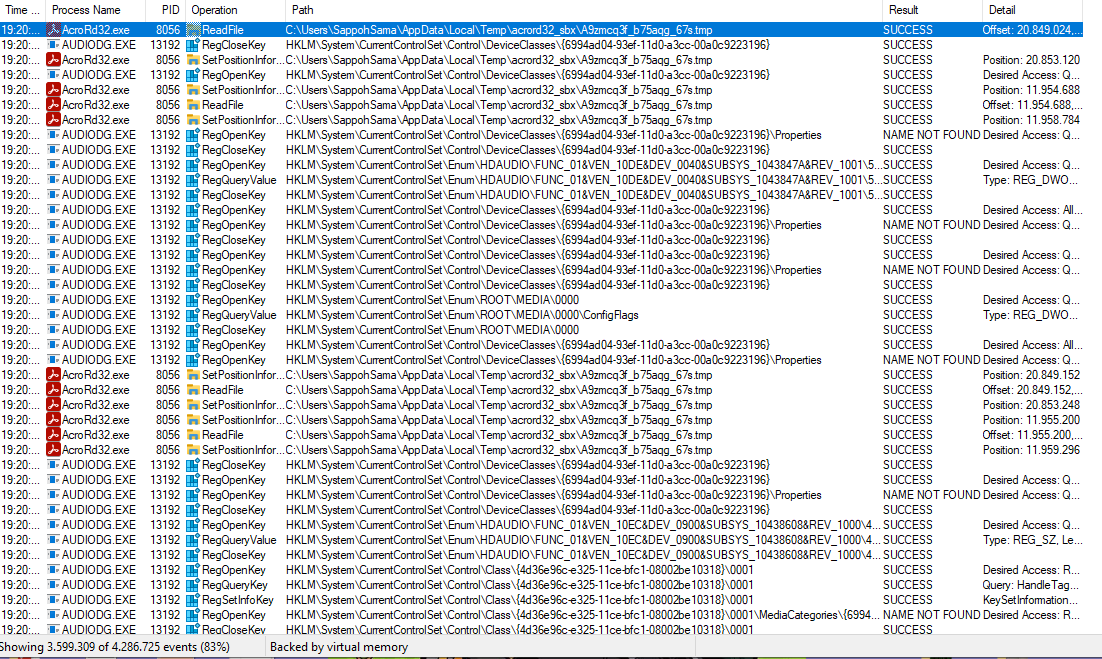 Time ... Process Name PID Operation Path Result Detail
19:20:... AcroRd32.exe 8056 ReadFile C:\Users\SappohSama\AppData\Local\Temp\acrord32_sbx\A9zmcq3f_b75aqg_67s.tmp SUCCESS Offset: 20.849.024,...
19:20:... AUDIODG.EXE 13192 RegCloseKey HKLM\System\CurrentControlSet\Control\DeviceClasses\{6994ad04-93ef-11d0-a3cc-00a0c9223196} SUCCESS
19:20:... AcroRd32.exe 8056 SetPositionInfor... C:\Users\SappohSama\AppData\Local\Temp\acrord32_sbx\A9zmcq3f_b75aqg_67s.tmp SUCCESS Position: 20.853.120
19:20:... AUDIODG.EXE 13192 RegOpenKey HKLM\System\CurrentControlSet\Control\DeviceClasses\{6994ad04-93ef-11d0-a3cc-00a0c9223196} SUCCESS Desired Access: Q...
19:20:... AcroRd32.exe 8056 SetPositionInfor... C:\Users\SappohSama\AppData\Local\Temp\acrord32_sbx\A9zmcq3f_b75aqg_67s.tmp SUCCESS Position: 11.954.688
19:20:... AcroRd32.exe 8056 ReadFile C:\Users\SappohSama\AppData\Local\Temp\acrord32_sbx\A9zmcq3f_b75aqg_67s.tmp SUCCESS Offset: 11.954.688,...
19:20:... AcroRd32.exe 8056 SetPositionInfor... C:\Users\SappohSama\AppData\Local\Temp\acrord32_sbx\A9zmcq3f_b75aqg_67s.tmp SUCCESS Position: 11.958.784
19:20:... AUDIODG.EXE 13192 RegOpenKey HKLM\System\CurrentControlSet\Control\DeviceClasses\{6994ad04-93ef-11d0-a3cc-00a0c9223196}\Properties NAME NOT FOUND Desired Access: Q...
19:20:... AUDIODG.EXE 13192 RegCloseKey HKLM\System\CurrentControlSet\Control\DeviceClasses\{6994ad04-93ef-11d0-a3cc-00a0c9223196} SUCCESS
19:20:... AUDIODG.EXE 13192 RegOpenKey HKLM\System\CurrentControlSet\Enum\HDAUDIO\FUNC_01&VEN_10DE&DEV_0040&SUBSYS_1043847A&REV_1001\5... SUCCESS Desired Access: Q...
19:20:... AUDIODG.EXE 13192 RegQueryValue HKLM\System\CurrentControlSet\Enum\HDAUDIO\FUNC_01&VEN_10DE&DEV_0040&SUBSYS_1043847A&REV_1001\5... SUCCESS Type: REG_DWO...
19:20:... AUDIODG.EXE 13192 RegCloseKey HKLM\System\CurrentControlSet\Enum\HDAUDIO\FUNC_01&VEN_10DE&DEV_0040&SUBSYS_1043847A&REV_1001\5... SUCCESS
19:20:... AUDIODG.EXE 13192 RegOpenKey HKLM\System\CurrentControlSet\Control\DeviceClasses\{6994ad04-93ef-11d0-a3cc-00a0c9223196} SUCCESS Desired Access: All...
19:20:... AUDIODG.EXE 13192 RegOpenKey HKLM\System\CurrentControlSet\Control\DeviceClasses\{6994ad04-93ef-11d0-a3cc-00a0c9223196}\Properties NAME NOT FOUND Desired Access: Q...
19:20:... AUDIODG.EXE 13192 RegCloseKey HKLM\System\CurrentControlSet\Control\DeviceClasses\{6994ad04-93ef-11d0-a3cc-00a0c9223196} SUCCESS
19:20:... AUDIODG.EXE 13192 RegOpenKey HKLM\System\CurrentControlSet\Control\DeviceClasses\{6994ad04-93ef-11d0-a3cc-00a0c9223196} SUCCESS Desired Access: Q...
19:20:... AUDIODG.EXE 13192 RegOpenKey HKLM\System\CurrentControlSet\Control\DeviceClasses\{6994ad04-93ef-11d0-a3cc-00a0c9223196}\Properties NAME NOT FOUND Desired Access: Q...
19:20:... AUDIODG.EXE 13192 RegCloseKey HKLM\System\CurrentControlSet\Control\DeviceClasses\{6994ad04-93ef-11d0-a3cc-00a0c9223196} SUCCESS
19:20:... AUDIODG.EXE 13192 RegOpenKey HKLM\System\CurrentControlSet\Enum\ROOT\MEDIA\0000 SUCCESS Desired Access: Q...
19:20:... AUDIODG.EXE 13192 RegQueryValue HKLM\System\CurrentControlSet\Enum\ROOT\MEDIA\0000\ConfigFlags SUCCESS Type: REG_DWO...
19:20:... AUDIODG.EXE 13192 RegCloseKey HKLM\System\CurrentControlSet\Enum\ROOT\MEDIA\0000 SUCCESS
19:20:... AUDIODG.EXE 13192 RegOpenKey HKLM\System\CurrentControlSet\Control\DeviceClasses\{6994ad04-93ef-11d0-a3cc-00a0c9223196} SUCCESS Desired Access: All...
19:20:... AUDIODG.EXE 13192 RegOpenKey HKLM\System\CurrentControlSet\Control\DeviceClasses\{6994ad04-93ef-11d0-a3cc-00a0c9223196}\Properties NAME NOT FOUND Desired Access: Q...
19:20:... AcroRd32.exe 8056 SetPositionInfor... C:\Users\SappohSama\AppData\Local\Temp\acrord32_sbx\A9zmcq3f_b75aqg_67s.tmp SUCCESS Position: 20.849.152
19:20:... AcroRd32.exe 8056 ReadFile C:\Users\SappohSama\AppData\Local\Temp\acrord32_sbx\A9zmcq3f_b75aqg_67s.tmp SUCCESS Offset: 20.849.152,...
19:20:... AcroRd32.exe 8056 SetPositionInfor... C:\Users\SappohSama\AppData\Local\Temp\acrord32_sbx\A9zmcq3f_b75aqg_67s.tmp SUCCESS Position: 20.853.248
19:20:... AcroRd32.exe 8056 SetPositionInfor... C:\Users\SappohSama\AppData\Local\Temp\acrord32_sbx\A9zmcq3f_b75aqg_67s.tmp SUCCESS Position: 11.955.200
19:20:... AcroRd32.exe 8056 ReadFile C:\Users\SappohSama\AppData\Local\Temp\acrord32_sbx\A9zmcq3f_b75aqg_67s.tmp SUCCESS Offset: 11.955.200,...
19:20:... AcroRd32.exe 8056 SetPositionInfor... C:\Users\SappohSama\AppData\Local\Temp\acrord32_sbx\A9zmcq3f_b75aqg_67s.tmp SUCCESS Position: 11.959.296
19:20:... AUDIODG.EXE 13192 RegCloseKey HKLM\System\CurrentControlSet\Control\DeviceClasses\{6994ad04-93ef-11d0-a3cc-00a0c9223196} SUCCESS
19:20:... AUDIODG.EXE 13192 RegOpenKey HKLM\System\CurrentControlSet\Control\DeviceClasses\{6994ad04-93ef-11d0-a3cc-00a0c9223196} SUCCESS Desired Access: Q...
19:20:... AUDIODG.EXE 13192 RegOpenKey HKLM\System\CurrentControlSet\Control\DeviceClasses\{6994ad04-93ef-11d0-a3cc-00a0c9223196}\Properties NAME NOT FOUND Desired Access: Q...
19:20:... AUDIODG.EXE 13192 RegCloseKey HKLM\System\CurrentControlSet\Control\DeviceClasses\{6994ad04-93ef-11d0-a3cc-00a0c9223196} SUCCESS
19:20:... AUDIODG.EXE 13192 RegOpenKey HKLM\System\CurrentControlSet\Enum\HDAUDIO\FUNC_01&VEN_10EC&DEV_0900&SUBSYS_10438608&REV_1000\4... SUCCESS Desired Access: Q...
19:20:... AUDIODG.EXE 13192 RegQueryValue HKLM\System\CurrentControlSet\Enum\HDAUDIO\FUNC_01&VEN_10EC&DEV_0900&SUBSYS_10438608&REV_1000\4... SUCCESS Type: REG_SZ, Le...
19:20:... AUDIODG.EXE 13192 RegCloseKey HKLM\System\CurrentControlSet\Enum\HDAUDIO\FUNC_01&VEN_10EC&DEV_0900&SUBSYS_10438608&REV_1000\4... SUCCESS
19:20:... AUDIODG.EXE 13192 RegOpenKey HKLM\System\CurrentControlSet\Control\Class\{4d36e96c-e325-11ce-bfc1-08002be10318}\0001 SUCCESS Desired Access: R...
19:20:... AUDIODG.EXE 13192 RegQueryKey HKLM\System\CurrentControlSet\Control\Class\{4d36e96c-e325-11ce-bfc1-08002be10318}\0001 SUCCESS Query: HandleTag...
19:20:... AUDIODG.EXE 13192 RegSetInfoKey HKLM\System\CurrentControlSet\Control\Class\{4d36e96c-e325-11ce-bfc1-08002be10318}\0001 SUCCESS KeySetInformation...
19:20:... AUDIODG.EXE 13192 RegOpenKey HKLM\System\CurrentControlSet\Control\Class\{4d36e96c-e325-11ce-bfc1-08002be10318}\0001\MediaCategories\{6994... NAME NOT FOUND Desired Access: R...
19:20:... AUDIODG.EXE 13192 RegCloseKey HKLM\System\CurrentControlSet\Control\Class\{4d36e96c-e325-11ce-bfc1-08002be10318}\0001 SUCCESS
Showing 3.599.309 of 4.286.725 events (83%) Backed by virtual memory